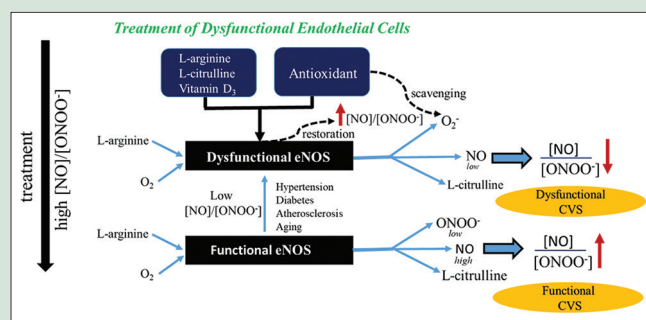 Treatment of Dysfunctional Endothelial Cells
treatment
high [NO]/[ONOO⁻]
L-arginine
L-citrulline
Vitamin D₃
Antioxidant
scavenging
[NO]/[ONOO⁻]
restoration
O₂⁻
L-arginine
O₂
Dysfunctional eNOS
NO
low
L-citrulline
[NO]
[ONOO⁻]
Dysfunctional
CVS
Low
[NO]/[ONOO⁻]
Hypertension
Diabetes
Atherosclerosis
Aging
L-arginine
O₂
Functional eNOS
ONOO⁻
low
NO
high
L-citrulline
[NO]
[ONOO⁻]
Functional
CVS